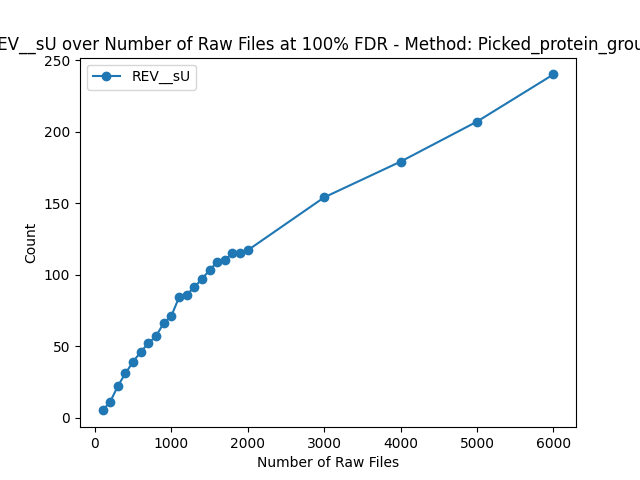 EV__sU over Number of Raw Files at 100% FDR - Method: Picked_protein_grou
REV__sU
250
200
150
100
50
0
Count
0 1000 2000 3000 4000 5000 6000
Number of Raw Files